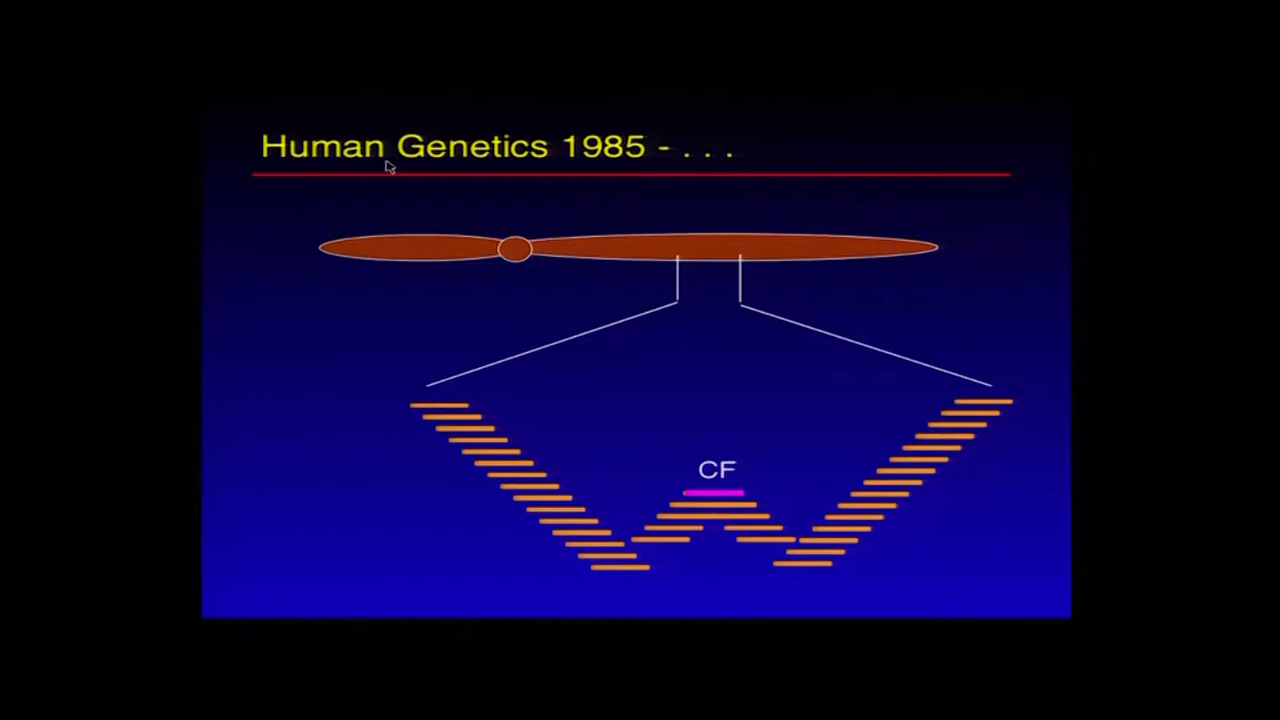 Human Genetics 1985 - . . .
CF